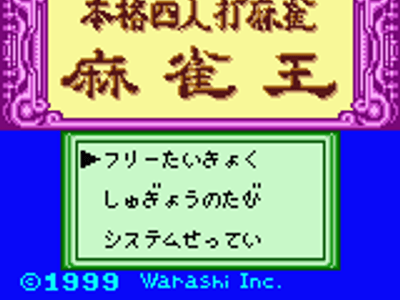 本格四人打麻雀
麻雀王
▶フリーたいきょく
しゅぎょうのたび
システムせってい
©1999 Warashi Inc.